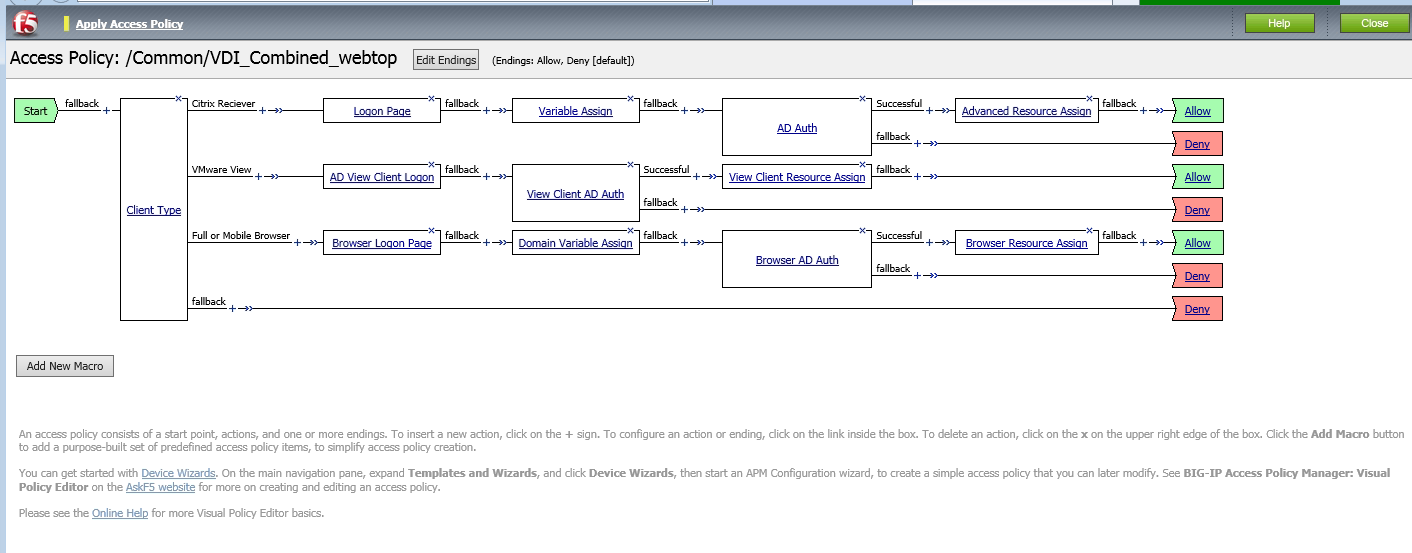 f5 Apply Access Policy Help Close
Access Policy: /Common/VDI_Combined_webtop Edit Endings (Endings: Allow, Deny [default])
Start fallback + Citrix Reciever + Logon Page fallback + Variable Assign fallback + AD Auth Successful + Advanced Resource Assign fallback + Allow
fallback + Deny
VMware View + AD View Client Logon fallback + View Client AD Auth Successful + View Client Resource Assign fallback + Allow
Client Type
fallback + Deny
Full or Mobile Browser + Browser Logon Page fallback + Domain Variable Assign fallback + Browser AD Auth Successful + Browser Resource Assign fallback + Allow
fallback + Deny
fallback + Deny
Add New Macro
An access policy consists of a start point, actions, and one or more endings. To insert a new action, click on the + sign. To configure an action or ending, click on the link inside the box. To delete an action, click on the x on the upper right edge of the box. Click the Add Macro button
to add a purpose-built set of predefined access policy items, to simplify access policy creation.
You can get started with Device Wizards. On the main navigation pane, expand Templates and Wizards, and click Device Wizards, then start an APM Configuration wizard, to create a simple access policy that you can later modify. See BIG-IP Access Policy Manager: Visual
Policy Editor on the AskF5 website for more on creating and editing an access policy.
Please see the Online Help for more Visual Policy Editor basics.